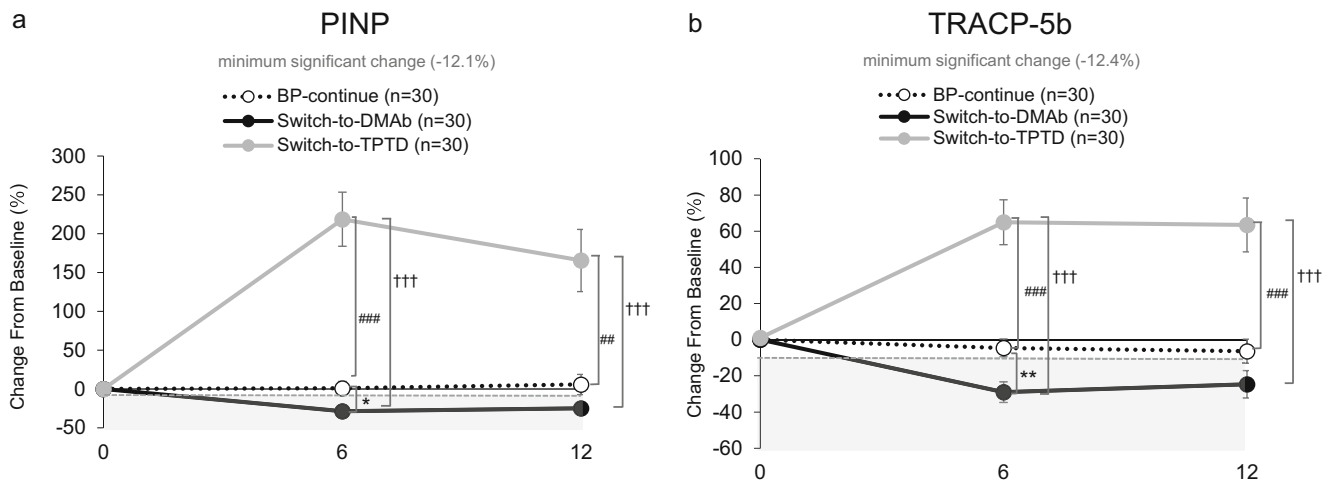 a
PINP
minimum significant change (-12.1%)
BP-continue (n=30)
Switch-to-DMAb (n=30)
Switch-to-TPTD (n=30)
Change From Baseline (%)
300
250
200
150
100
50
0
-50
0
6
12
###
†††
*
##
†††
b
TRACP-5b
minimum significant change (-12.4%)
BP-continue (n=30)
Switch-to-DMAb (n=30)
Switch-to-TPTD (n=30)
Change From Baseline (%)
100
80
60
40
20
0
-20
-40
-60
0
6
12
###
†††
**
###
†††